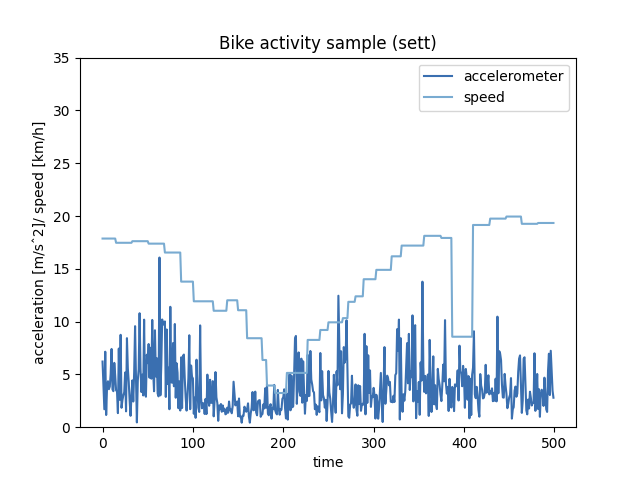 Bike activity sample (sett)
accelerometer
speed
acceleration [m/sˆ2]/ speed [km/h]
35
30
25
20
15
10
5
0
0 100 200 300 400 500
time